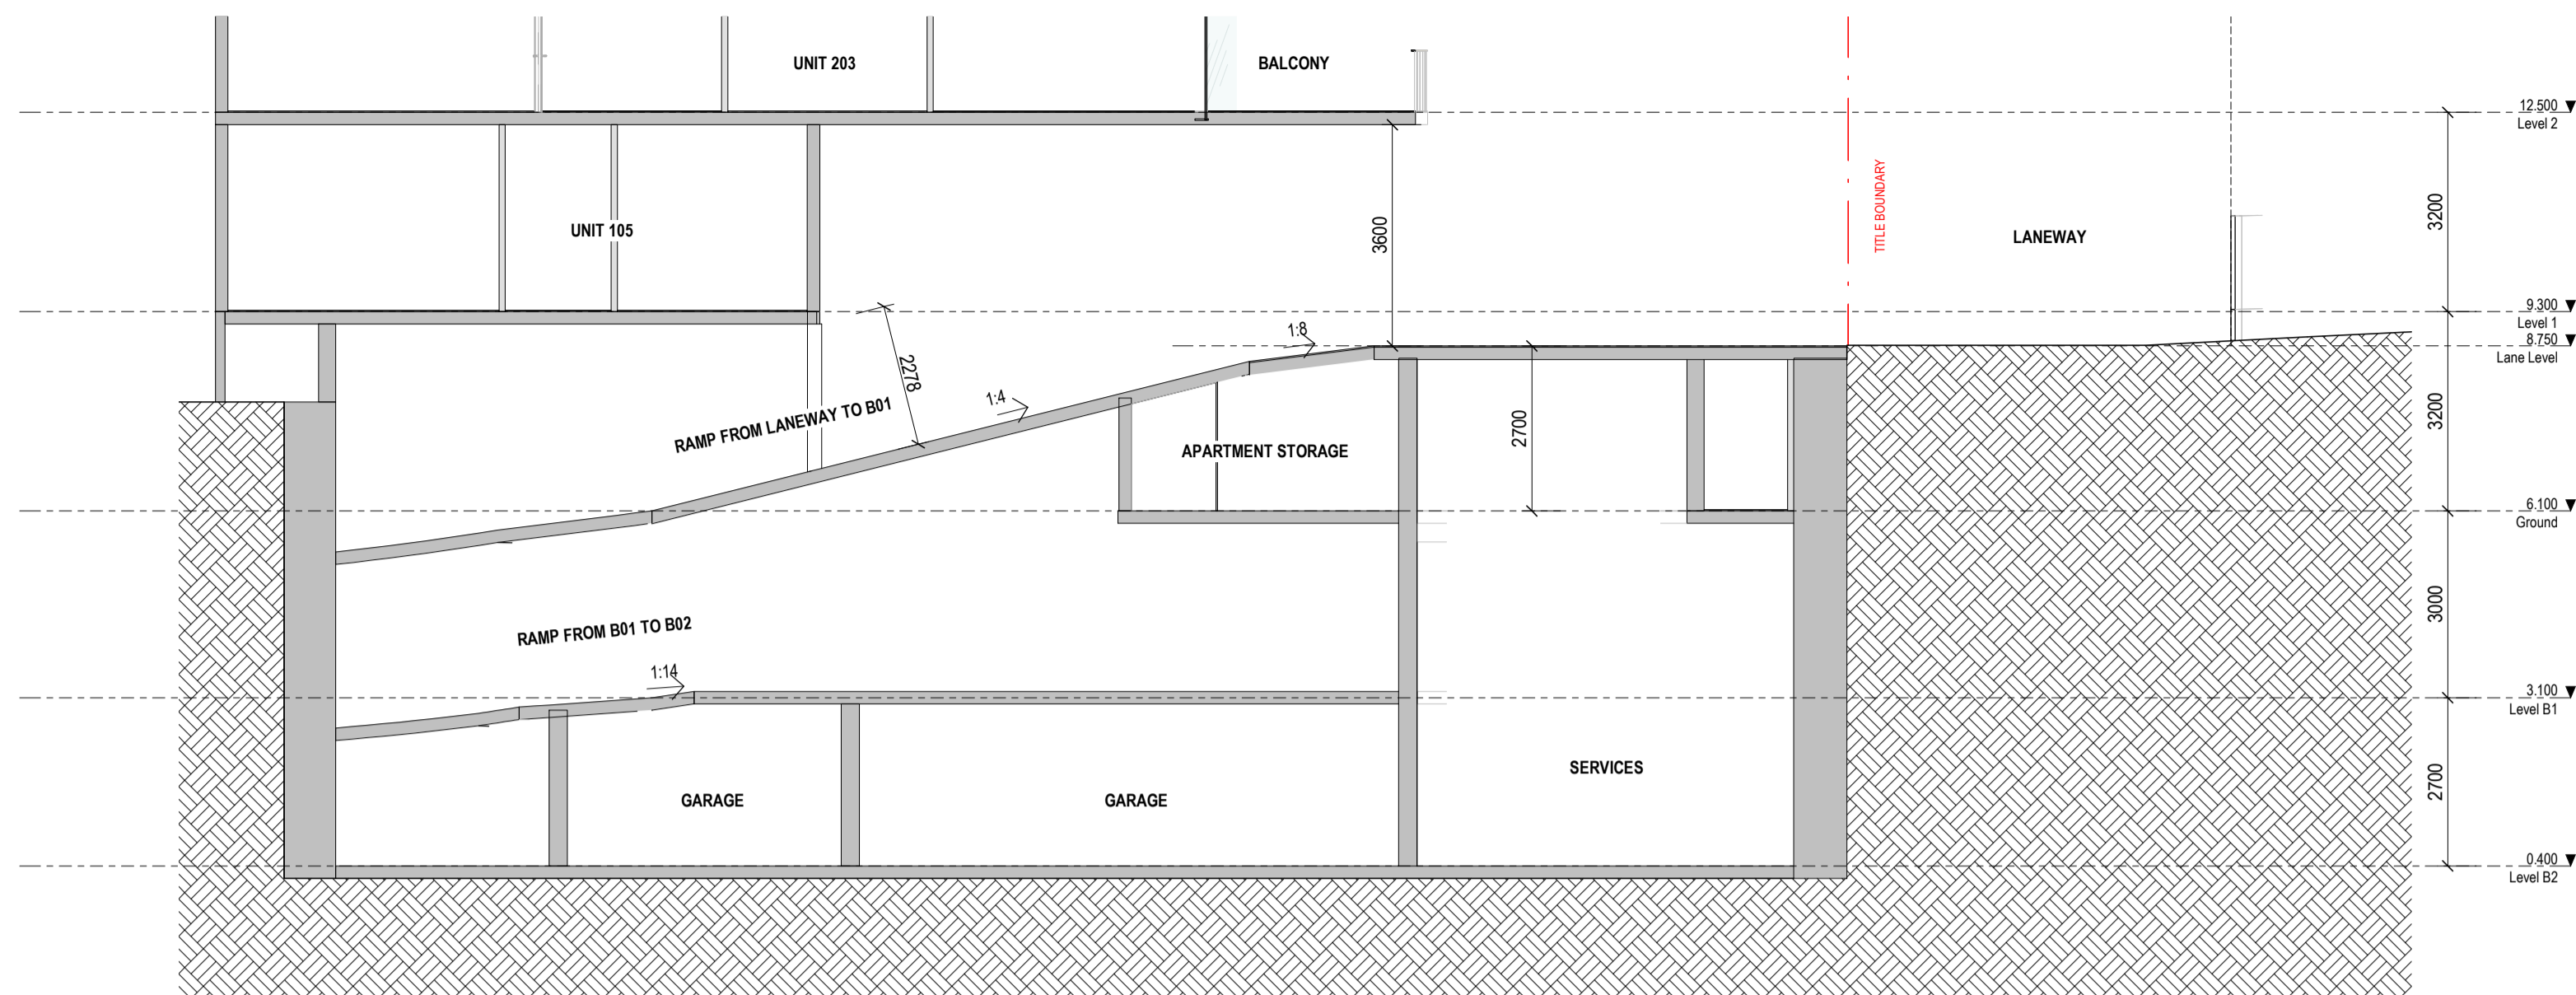 UNIT 203
BALCONY
12.500
Level 2
3200
TITLE BOUNDARY
3600
UNIT 105
LANEWAY
9.300
Level 1
1:8
8.750
Lane Level
2278
1:4
RAMP FROM LANEWAY TO B01
3200
2700
APARTMENT STORAGE
6.100
Ground
3000
RAMP FROM B01 TO B02
1:14
3.100
Level B1
SERVICES
2700
GARAGE
GARAGE
0.400
Level B2